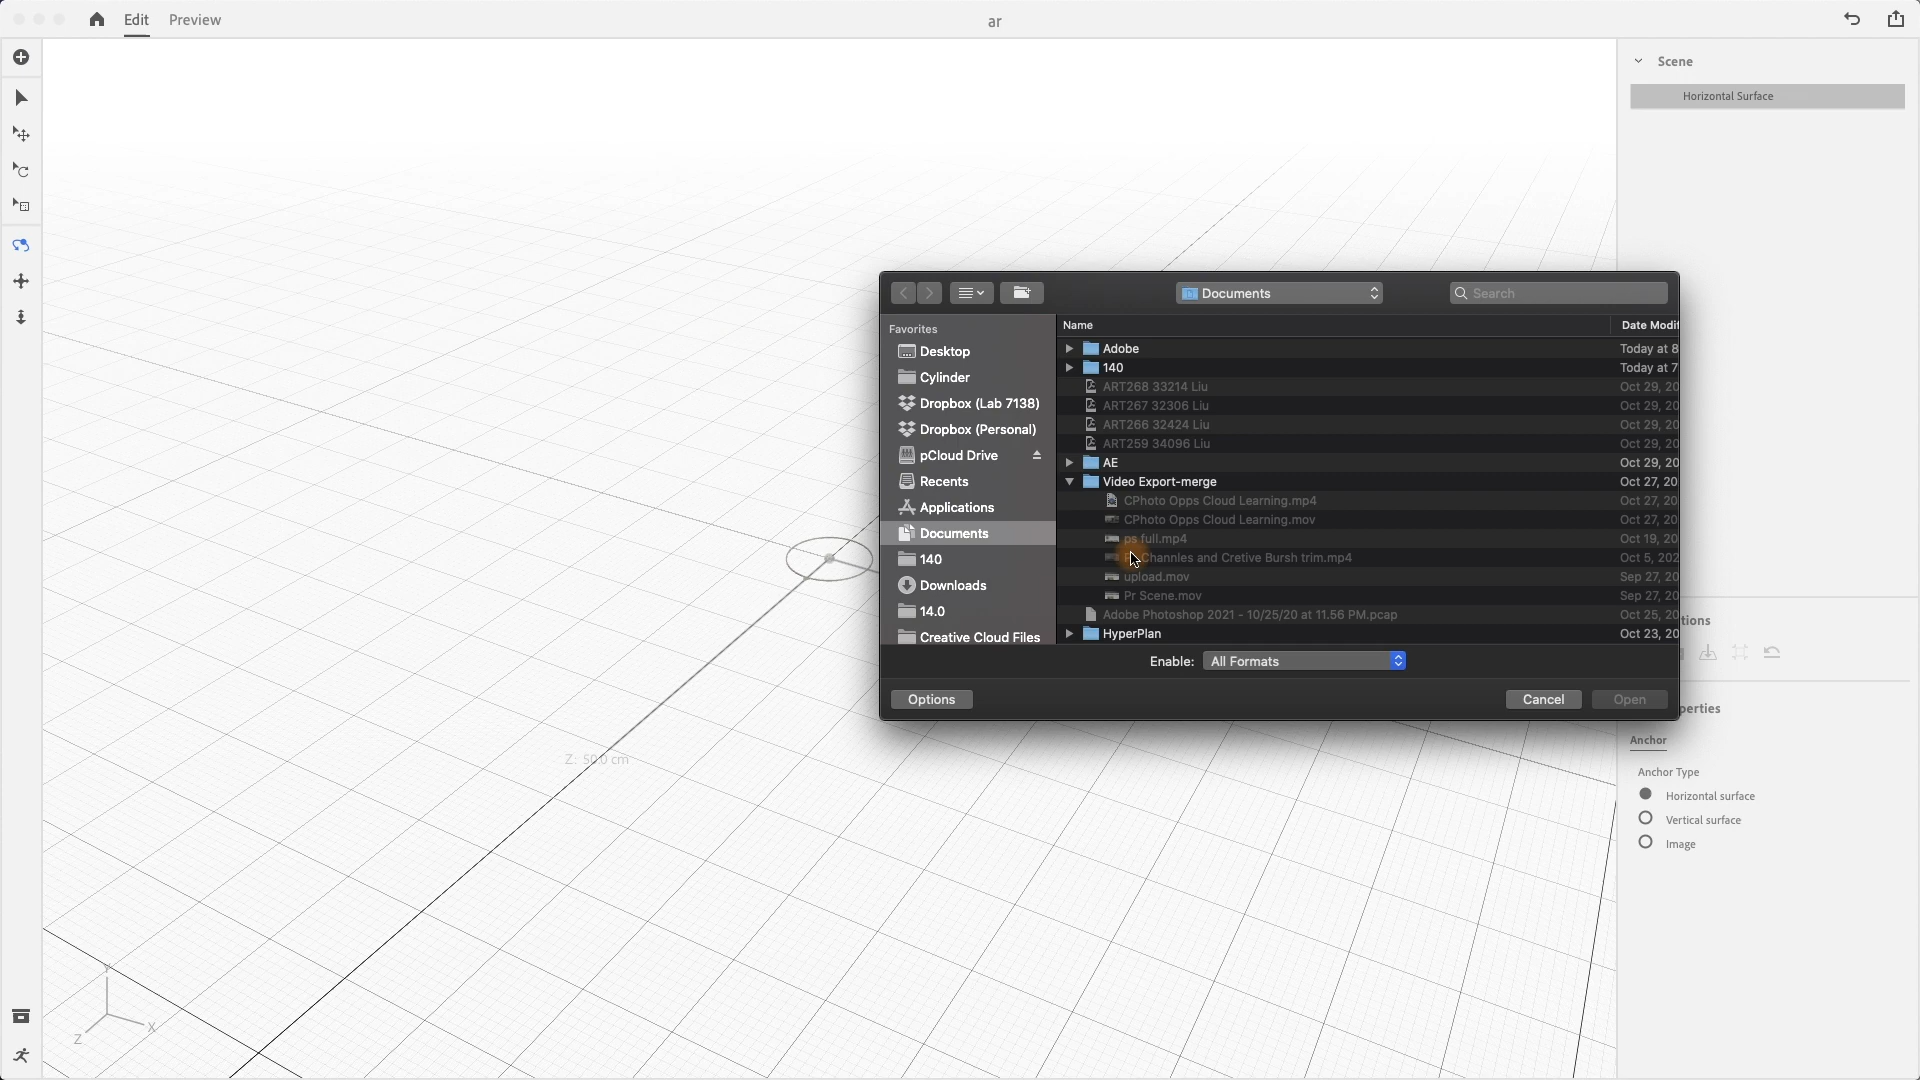 Edit Preview ar
Scene
Horizontal Surface
Documents
Search
Favorites
Desktop
Cylinder
Dropbox (Lab 7138)
Dropbox (Personal)
pCloud Drive
Recents
Applications
Documents
140
Downloads
14.0
Creative Cloud Files
Name Date Modif
Adobe Today at 8
140 Today at 7
ART268 33214 Liu Oct 29, 20
ART267 32306 Liu Oct 29, 20
ART266 32424 Liu Oct 29, 20
ART259 34096 Liu Oct 29, 20
AE Oct 29, 20
Video Export-merge Oct 27, 20
CPhoto Opps Cloud Learning.mp4 Oct 27, 20
CPhoto Opps Cloud Learning.mov Oct 27, 20
ps full.mp4 Oct 19, 20
Channles and Cretive Bursh trim.mp4 Oct 5, 202
upload.mov Sep 27, 20
Pr Scene.mov Sep 27, 20
Adobe Photoshop 2021 - 10/25/20 at 11.56 PM.pcap Oct 25, 20
HyperPlan Oct 23, 20
Enable: All Formats
Options Cancel Open
tions
perties
Anchor
Anchor Type
Horizontal surface
Vertical surface
Image
Z: 50.0 cm
Y
X
Z